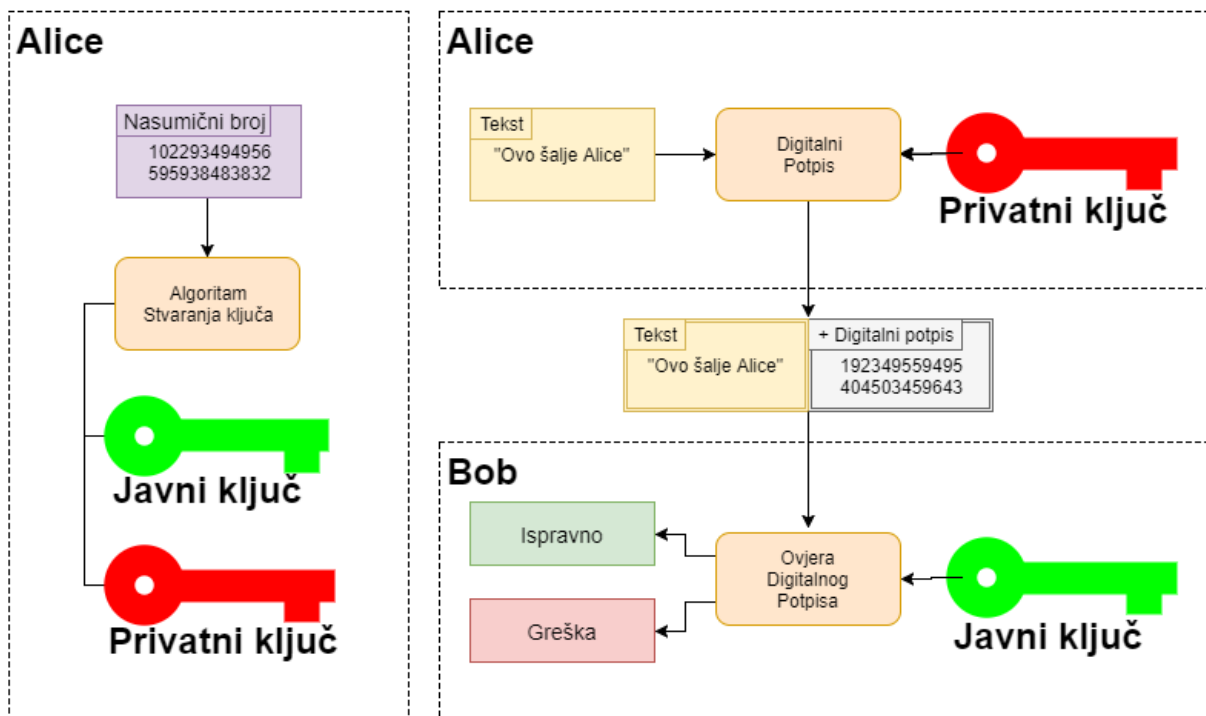 Alice
Nasumični broj
102293494956
595938483832
Algoritam
Stvaranja ključa
Javni ključ
Privatni ključ
Alice
Tekst
"Ovo šalje Alice"
Digitalni
Potpis
Privatni ključ
Tekst
"Ovo šalje Alice"
+ Digitalni potpis
192349559495
404503459643
Bob
Ispravno
Greška
Ovjera
Digitalnog
Potpisa
Javni ključ